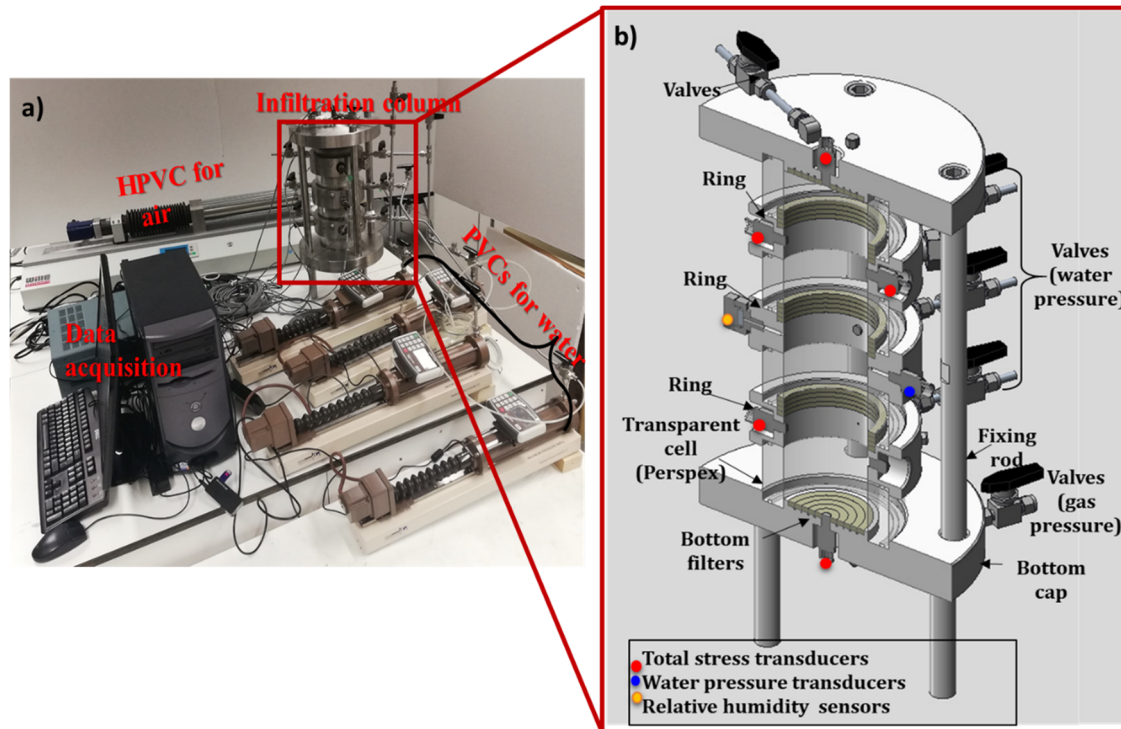 a)
Infiltration column
HPVC for
air
PVCs for water
Data
acquisition
b)
Valves
Ring
Ring
Ring
Transparent
cell
(Perspex)
Bottom
filters
Valves
(water
pressure)
Fixing
rod
Valves
(gas
pressure)
Bottom
cap
Total stress transducers
Water pressure transducers
Relative humidity sensors